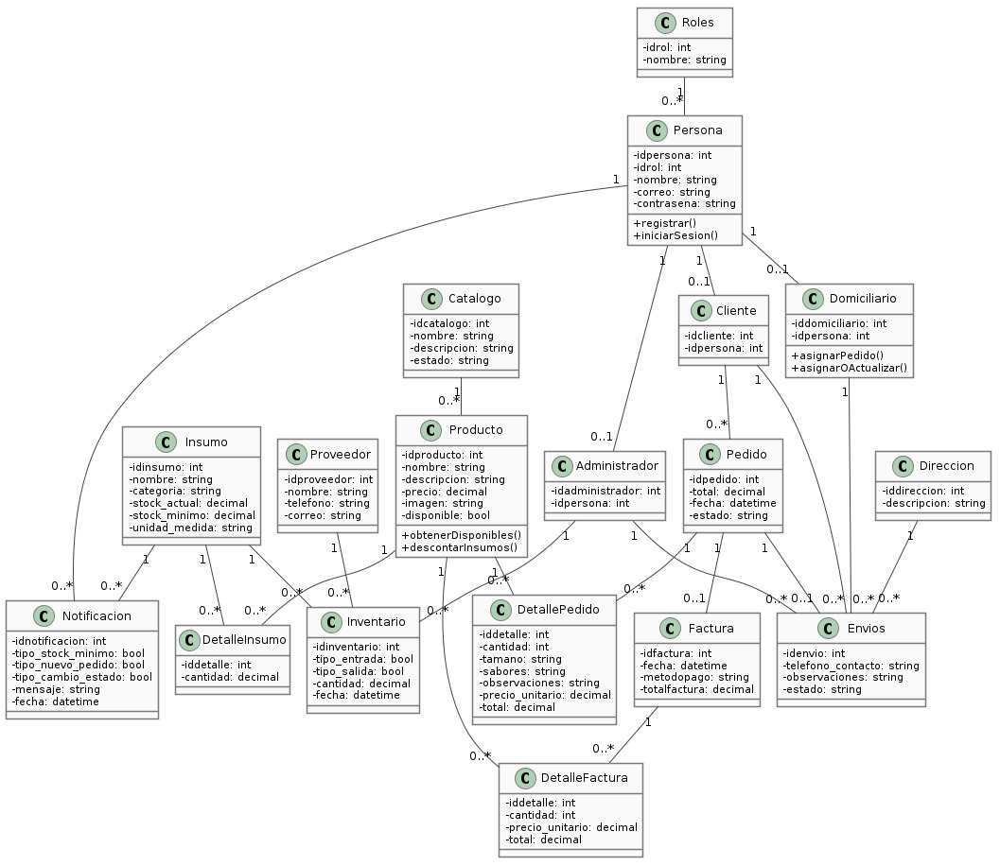 C Roles
-idrol: int
-nombre: string
1
0..*
C Persona
-idpersona: int
-idrol: int
-nombre: string
-correo: string
-contrasena: string
+registrar()
+iniciarSesion()
1
1
1
1
0..1
0..1
0..1
C Catalogo
-idcatalogo: int
-nombre: string
-descripcion: string
-estado: string
1
0..*
C Cliente
-idcliente: int
-idpersona: int
1
1
0..*
C Domiciliario
-iddomiciliario: int
-idpersona: int
+asignarPedido()
+asignarOActualizar()
1
C Insumo
-idinsumo: int
-nombre: string
-categoria: string
-stock_actual: decimal
-stock_minimo: decimal
-unidad_medida: string
1
1
1
C Proveedor
-idproveedor: int
-nombre: string
-telefono: string
-correo: string
1
C Producto
-idproducto: int
-nombre: string
-descripcion: string
-precio: decimal
-imagen: string
-disponible: bool
+obtenerDisponibles()
+descontarInsumos()
1
1
1
C Administrador
-idadministrador: int
-idpersona: int
1
1
C Pedido
-idpedido: int
-total: decimal
-fecha: datetime
-estado: string
1
1
1
C Direccion
-iddireccion: int
-descripcion: string
1
0..*
0..*
0..*
0..*
0..*
0..*
0..*
0..*
0..*
0..1
0..*
0..1
0..*
0..*
0..*
C Notificacion
-idnotificacion: int
-tipo_stock_minimo: bool
-tipo_nuevo_pedido: bool
-tipo_cambio_estado: bool
-mensaje: string
-fecha: datetime
C DetalleInsumo
-iddetalle: int
-cantidad: decimal
C Inventario
-idinventario: int
-tipo_entrada: bool
-tipo_salida: bool
-cantidad: decimal
-fecha: datetime
C DetallePedido
-iddetalle: int
-cantidad: int
-tamano: string
-sabores: string
-observaciones: string
-precio_unitario: decimal
-total: decimal
C Factura
-idfactura: int
-fecha: datetime
-metodopago: string
-totalfactura: decimal
1
C Envios
-idenvio: int
-telefono_contacto: string
-observaciones: string
-estado: string
0..*
0..*
C DetalleFactura
-iddetalle: int
-cantidad: int
-precio_unitario: decimal
-total: decimal